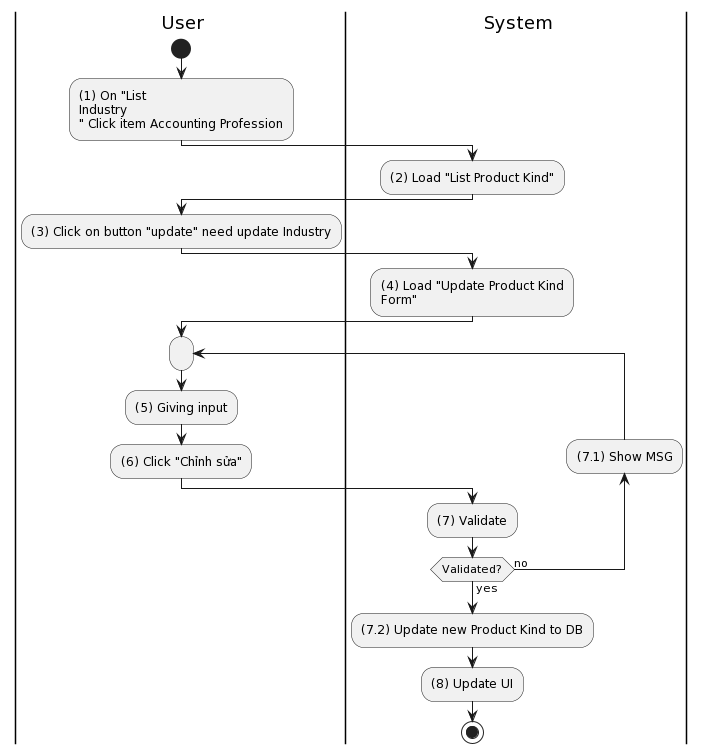 User
System
(1) On "List
Industry
" Click item Accounting Profession
(2) Load "List Product Kind"
(3) Click on button "update" need update Industry
(4) Load "Update Product Kind
Form"
(5) Giving input
(6) Click "Chỉnh sửa"
(7.1) Show MSG
(7) Validate
Validated?
no
yes
(7.2) Update new Product Kind to DB
(8) Update UI